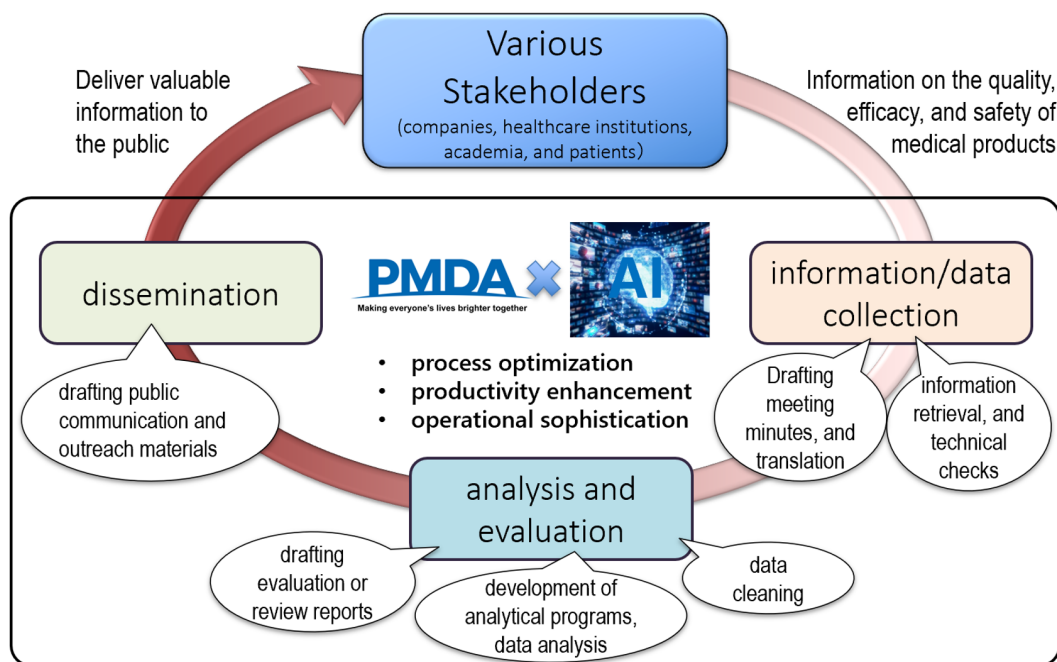 Various
Stakeholders
(companies, healthcare institutions,
academia, and patients)
Deliver valuable
information to
the public
Information on the quality,
efficacy, and safety of
medical products
dissemination
PMDA
Making everyone's lives brighter together
AI
information/data
collection
• process optimization
• productivity enhancement
• operational sophistication
drafting public
communication and
outreach materials
Drafting
meeting
minutes, and
translation
information
retrieval, and
technical
checks
analysis and
evaluation
drafting
evaluation or
review reports
development of
analytical programs,
data analysis
data
cleaning